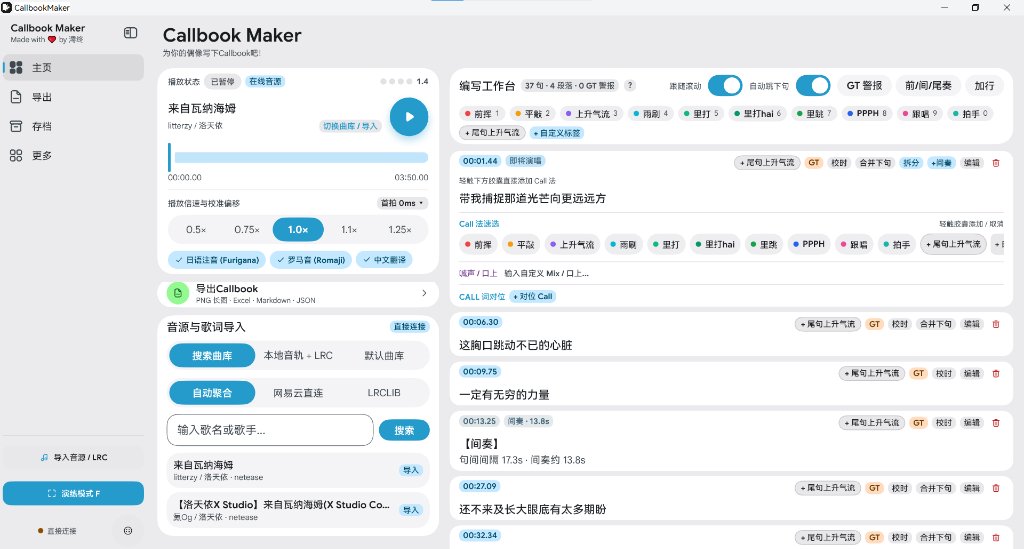 CallbookMaker
Callbook Maker
Made with ❤ by 澪终
主页
导出
存档
更多
导入音源 / LRC
演练模式 F
直接连接
Callbook Maker
为你的偶像写下Callbook吧!
播放状态 已暂停 在线音源 1.4
来自瓦纳海姆
litterzy / 洛天依
切换曲库 / 导入
00:00.00 03:50.00
播放倍速与校准偏移 首拍 0ms
0.5× 0.75× 1.0× 1.1× 1.25×
✓ 日语注音 (Furigana) ✓ 罗马音 (Romaji) ✓ 中文翻译
导出Callbook
PNG 长图 · Excel · Markdown · JSON
音源与歌词导入 直接连接
搜索曲库 本地音轨 + LRC 默认曲库
自动聚合 网易云直连 LRCLIB
输入歌名或歌手... 搜索
来自瓦纳海姆
litterzy / 洛天依 · netease
导入
【洛天依X Studio】来自瓦纳海姆(X Studio Co...
氮Og / 洛天依 · netease
导入
编写工作台 37 句 · 4 段落 · 0 GT 警报 ? 跟随滚动 自动跳下句 GT 警报 前/间/尾奏 加行
前挥 1 平敲 2 上升气流 3 雨刷 4 里打 5 里打hai 6 里跳 7 PPPH 8 跟唱 9 拍手 0
+ 尾句上升气流 + 自定义标签
00:01.44 即将演唱 + 尾句上升气流 GT 校时 合并下句 拆分 +间奏 编辑
轻触下方胶囊直接添加 Call 法
带我捕捉那道光芒向更远远方
Call 法速选 轻触胶囊添加 / 取消
前挥 平敲 上升气流 雨刷 里打 里打hai 里跳 PPPH 跟唱 拍手 + 尾句上升气流
喊声 / 口上 输入自定义 Mix / 口上...
CALL 词对位 + 对位 Call
00:06.30 + 尾句上升气流 GT 校时 合并下句 编辑
这胸口跳动不已的心脏
00:09.75 + 尾句上升气流 GT 校时 编辑
一定有无穷的力量
00:13.25 间奏 · 13.8s + 尾句上升气流 GT 校时 编辑
【间奏】
句间间隔 17.3s · 间奏约 13.8s
00:27.09 + 尾句上升气流 GT 校时 合并下句 编辑
还不来及长大眼底有太多期盼
00:32.34 + 尾句上升气流 GT 校时 合并下句 编辑